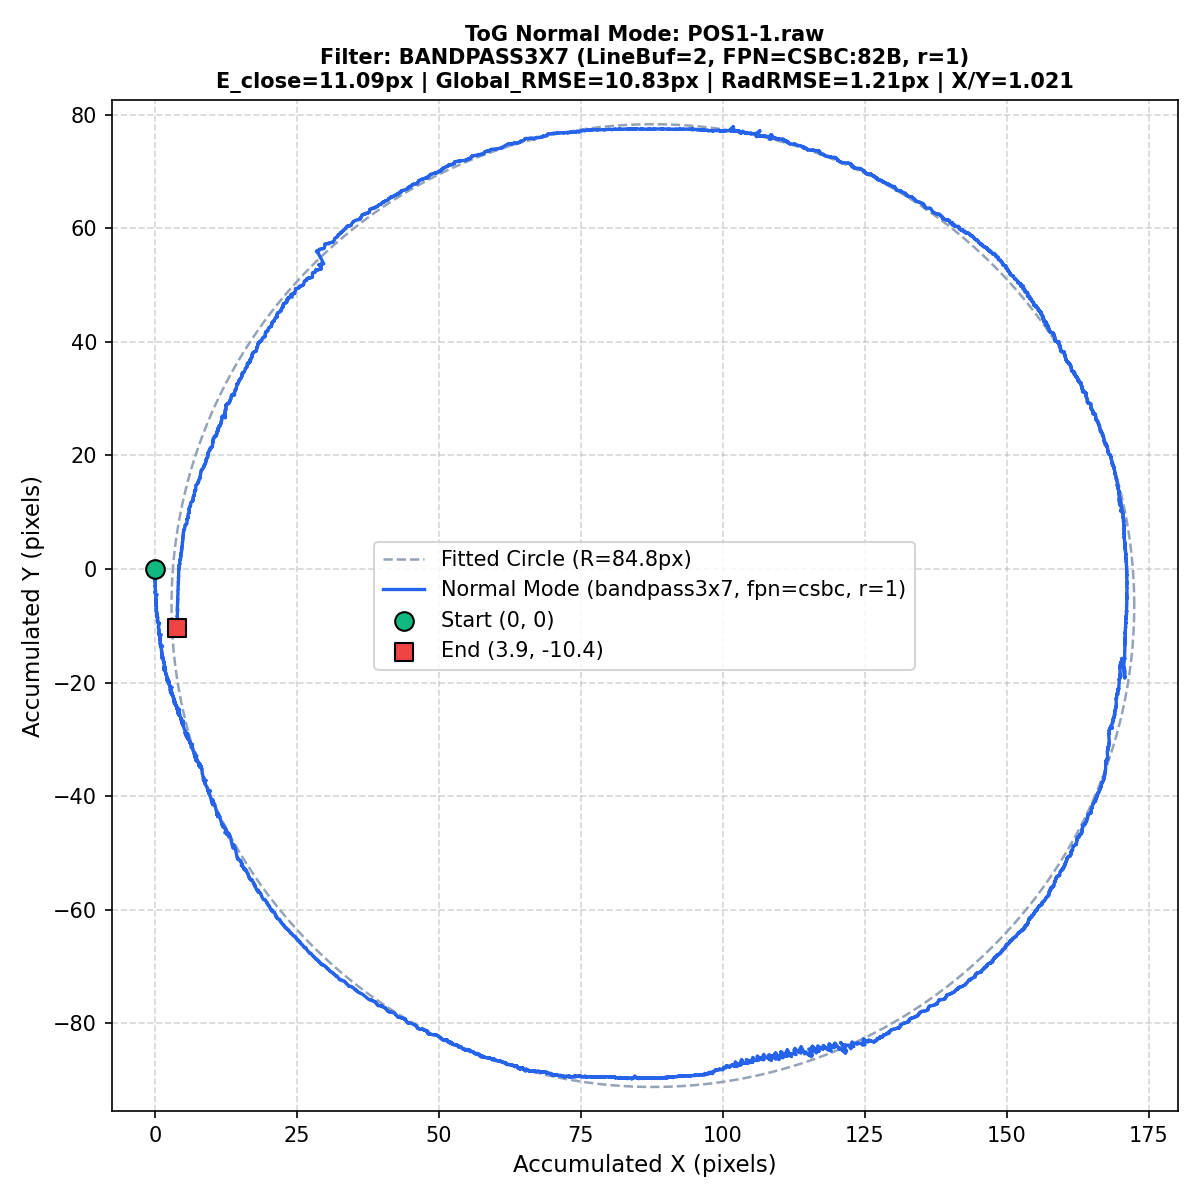 ToG Normal Mode: POS1-1.raw
Filter: BANDPASS3X7 (LineBuf=2, FPN=CSBC:82B, r=1)
E_close=11.09px | Global_RMSE=10.83px | RadRMSE=1.21px | X/Y=1.021
80
60
40
20
0
−20
−40
−60
−80
Accumulated Y (pixels)
Fitted Circle (R=84.8px)
Normal Mode (bandpass3x7, fpn=csbc, r=1)
Start (0, 0)
End (3.9, -10.4)
0 25 50 75 100 125 150 175
Accumulated X (pixels)